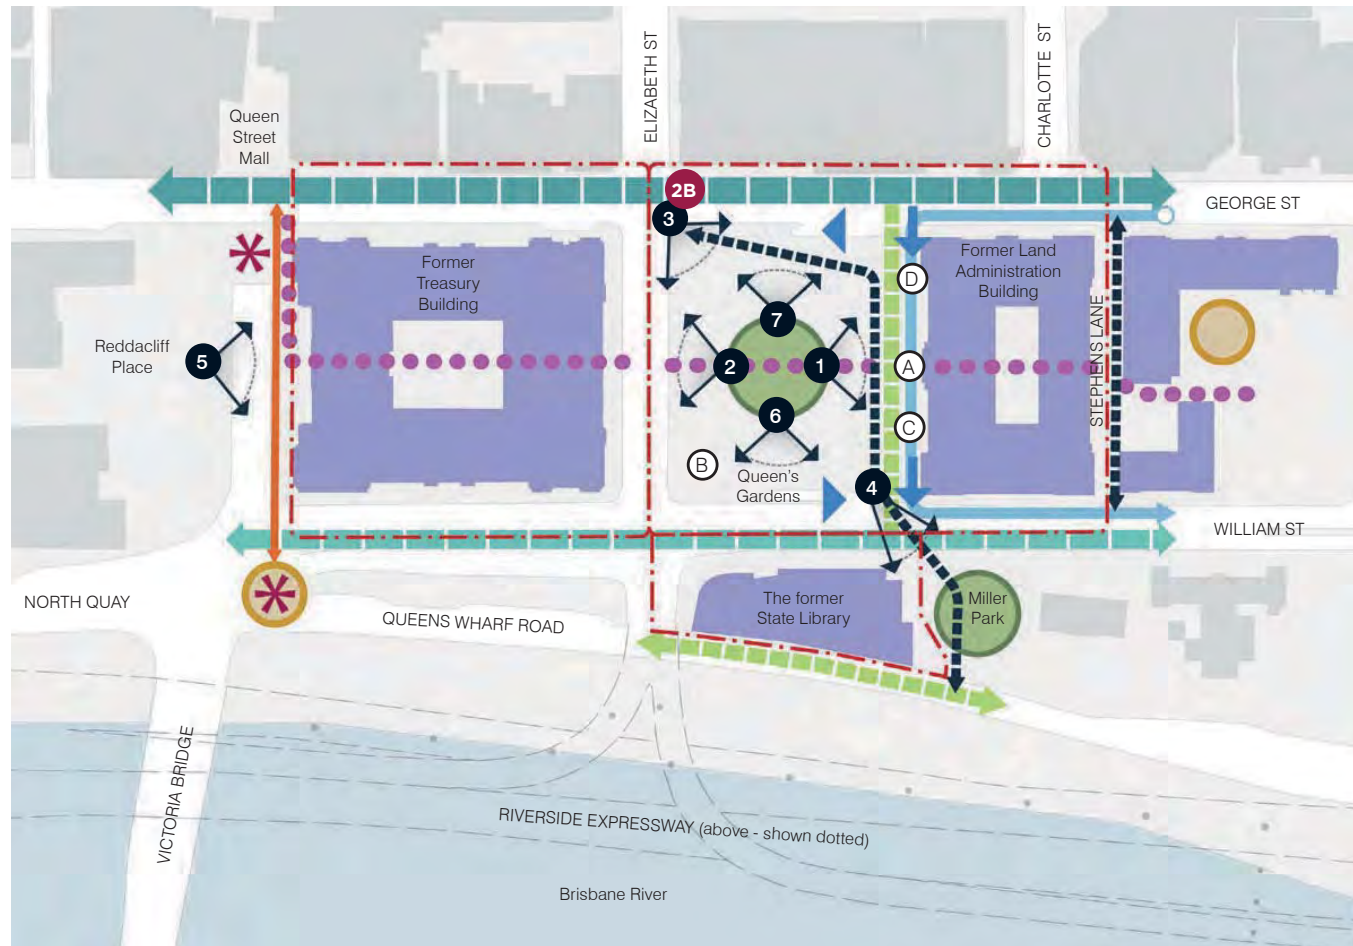 ELIZABETH ST
CHARLOTTE ST
Queen
Street
Mall
2B
GEORGE ST
3
Former
Treasury
Building
Former Land
Administration
Building
D
7
STEPHENS LANE
Reddacliff
Place
5
2
1
A
6
C
B
Queen's
Gardens
4
WILLIAM ST
NORTH QUAY
QUEENS WHARF ROAD
The former
State Library
Miller
Park
VICTORIA BRIDGE
RIVERSIDE EXPRESSWAY (above - shown dotted)
Brisbane River